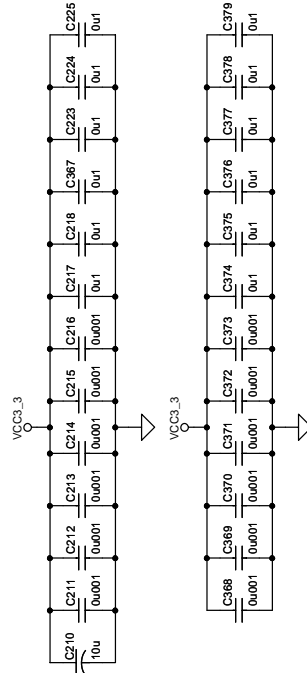 C225
0u1
C224
0u1
C223
0u1
C367
0u1
C218
0u1
C217
0u1
C216
0u001
C215
0u001
VCC3_3
C214
0u001
C213
0u001
C212
0u001
C211
0u001
C210
10u
C379
0u1
C378
0u1
C377
0u1
C376
0u1
C375
0u1
C374
0u1
C373
0u001
C372
0u001
VCC3_3
C371
0u001
C370
0u001
C369
0u001
C368
0u001